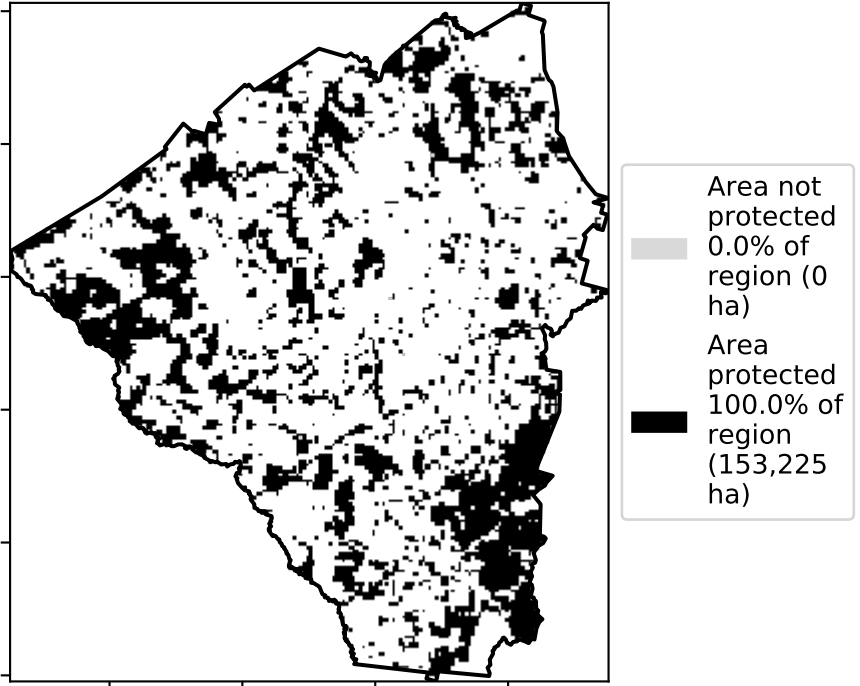 Area not
protected
0.0% of
region (0
ha)
Area
protected
100.0% of
region
(153,225
ha)